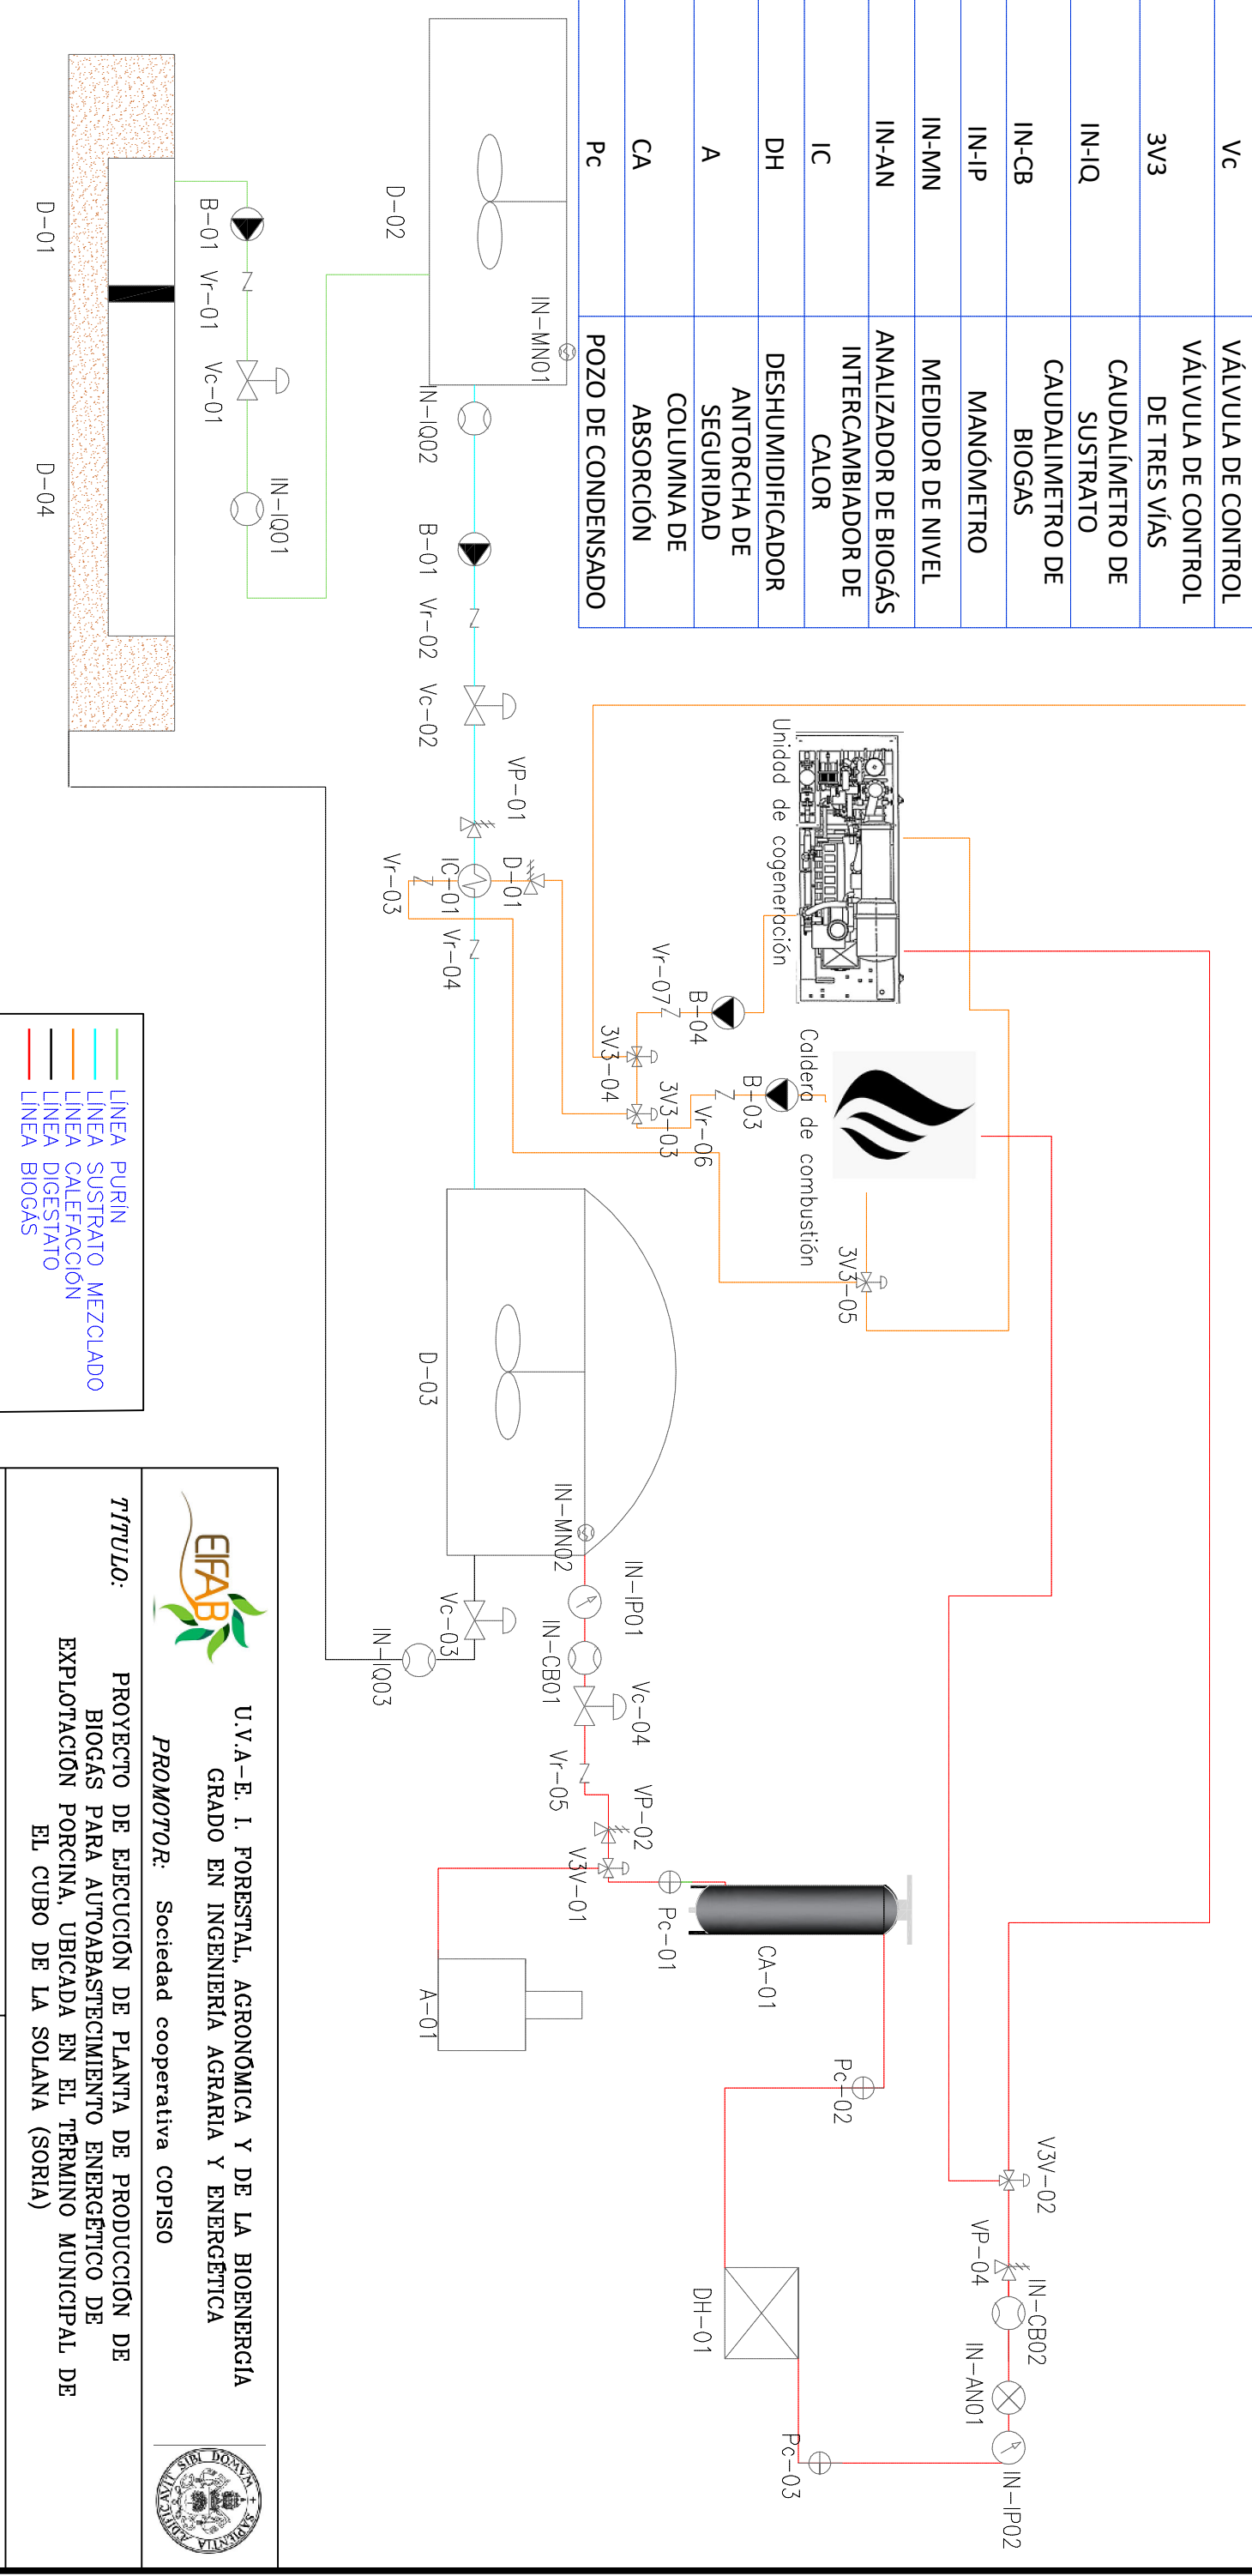 Vc VÁLVULA DE CONTROL
3V3 VÁLVULA DE CONTROL
DE TRES VÍAS
IN-IQ CAUDALÍMETRO DE
SUSTRATO
IN-CB CAUDALIMETRO DE
BIOGAS
IN-IP MANÓMETRO
IN-MN MEDIDOR DE NIVEL
IN-AN ANALIZADOR DE BIOGÁS
IC INTERCAMBIADOR DE
CALOR
DH DESHUMIDIFICADOR
A ANTORCHA DE
SEGURIDAD
CA COLUMNA DE
ABSORCIÓN
Pc POZO DE CONDENSADO
Unidad de cogeneración
Caldera de combustión
B-04
Vr-07
3V3-04
B-03
Vr-06
3V3-03
3V3-05
V3V-02
VP-04
IN-CB02
IN-AN01
IN-IP02
Pc-03
DH-01
Pc-02
CA-01
Pc-01
IN-IP01
IN-CB01
Vc-04
Vr-05
VP-02
V3V-01
A-01
IN-MN02
D-03
Vc-03
IN-IQ03
D-02
IN-MN01
IN-IQ02
B-01
Vr-02
Vc-02
VP-01
D-01
IC-01
Vr-03
Vr-04
B-01
Vr-01
Vc-01
IN-IQ01
D-01
D-04
LÍNEA PURÍN
LÍNEA SUSTRATO MEZCLADO
LÍNEA CALEFACCIÓN
LÍNEA DIGESTATO
LÍNEA BIOGÁS
EIFAB
U.V.A-E. I. FORESTAL, AGRONÓMICA Y DE LA BIOENERGÍA
GRADO EN INGENIERÍA AGRARIA Y ENERGÉTICA
PROMOTOR: Sociedad cooperativa COPISO
TÍTULO: PROYECTO DE EJECUCIÓN DE PLANTA DE PRODUCCIÓN DE
BIOGÁS PARA AUTOABASTECIMIENTO ENERGÉTICO DE
EXPLOTACIÓN PORCINA, UBICADA EN EL TÉRMINO MUNICIPAL DE
EL CUBO DE LA SOLANA (SORIA)
SAPIENTIA AEDIFICAVIT SIBI DOMVM